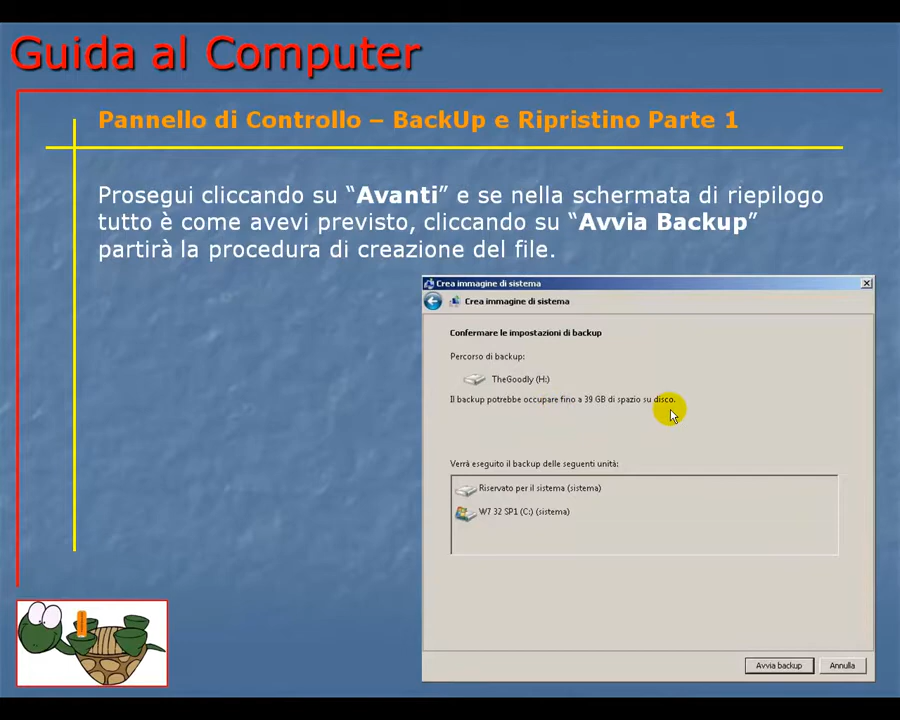 Guida al Computer
Pannello di Controllo – BackUp e Ripristino Parte 1
Prosegui cliccando su “Avanti” e se nella schermata di riepilogo
tutto è come avevi previsto, cliccando su “Avvia Backup”
partirà la procedura di creazione del file.
Crea immagine di sistema
Crea immagine di sistema
Confermare le impostazioni di backup
Percorso di backup:
TheGoodly (H:)
Il backup potrebbe occupare fino a 39 GB di spazio su disco.
Verrà eseguito il backup delle seguenti unità:
Riservato per il sistema (sistema)
W7 32 SP1 (C:) (sistema)
Avvia backup Annulla